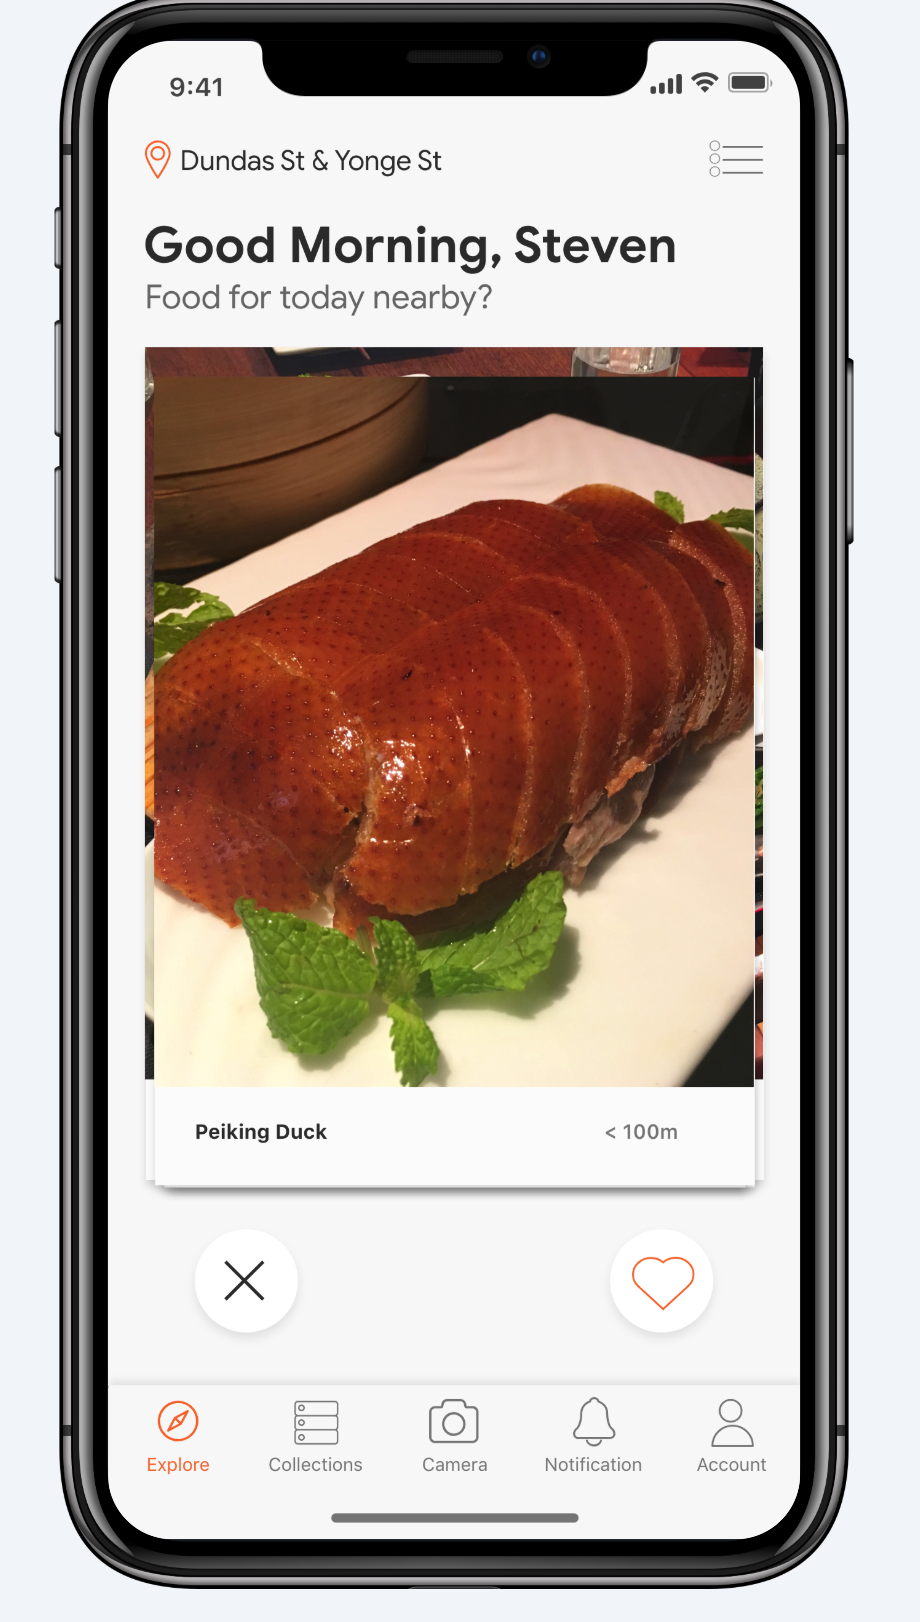 9:41
Dundas St & Yonge St
Good Morning, Steven
Food for today nearby?
Peiking Duck < 100m
Explore Collections Camera Notification Account